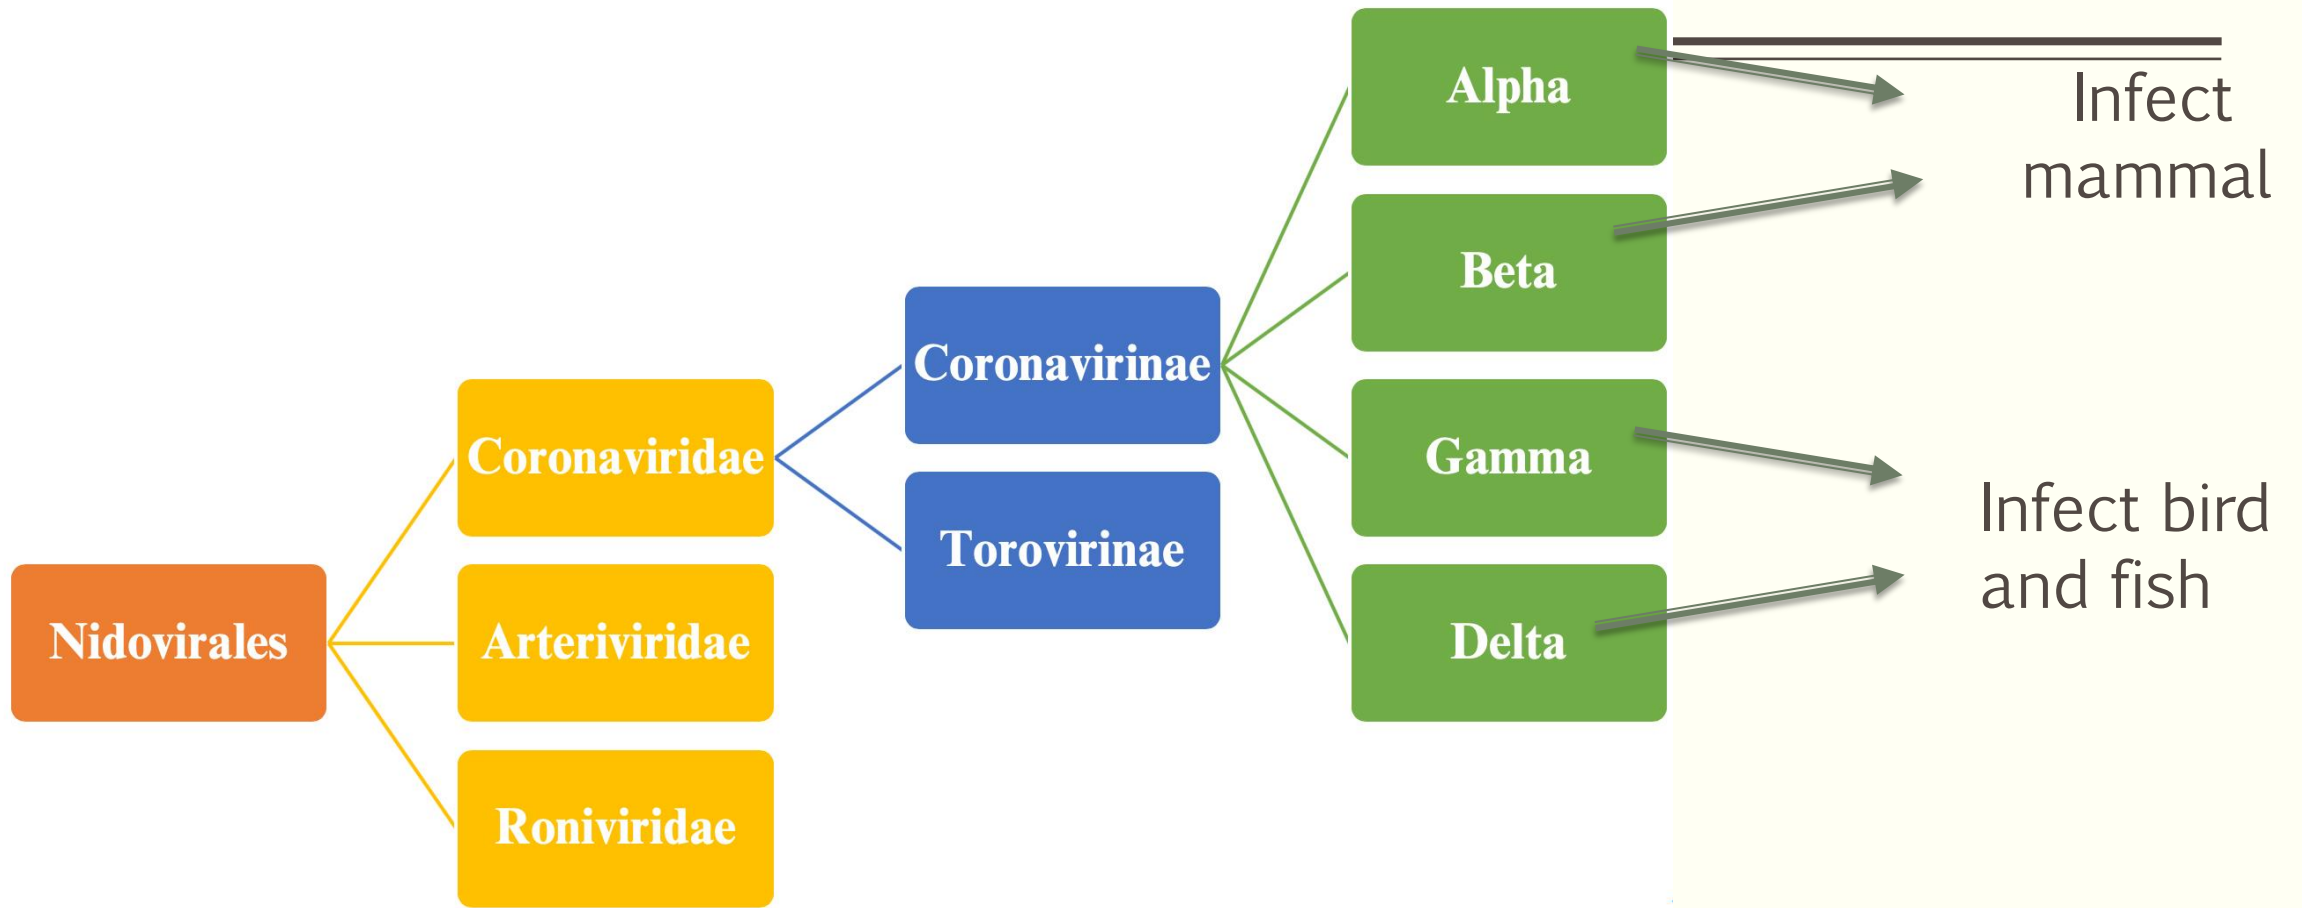 Nidovirales
Coronaviridae
Arteriviridae
Roniviridae
Coronavirinae
Torovirinae
Alpha
Beta
Gamma
Delta
Infect
mammal
Infect bird
and fish